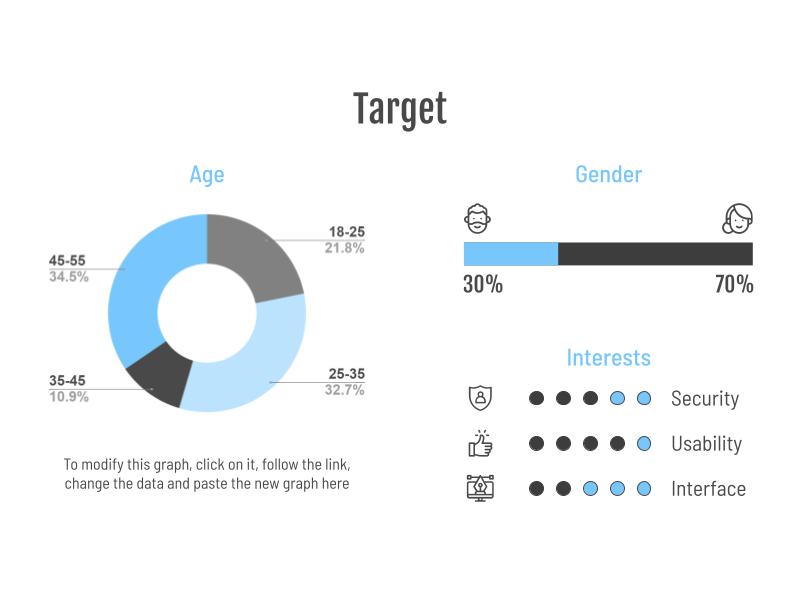 Target
Age
18-25
21.8%
45-55
34.5%
35-45
10.9%
25-35
32.7%
To modify this graph, click on it, follow the link,
change the data and paste the new graph here
Gender
30%
70%
Interests
Security
Usability
Interface